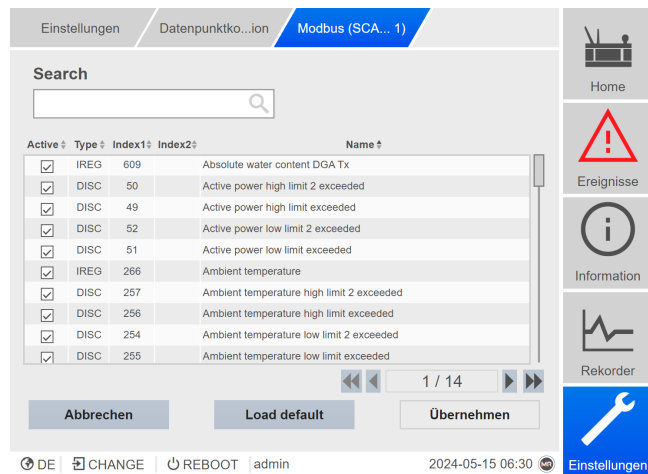 Einstellungen Datenpunktko...ion Modbus (SCA... 1)
Search
Active Type Index1 Index2 Name
IREG 609 Absolute water content DGA Tx
DISC 50 Active power high limit 2 exceeded
DISC 49 Active power high limit exceeded
DISC 52 Active power low limit 2 exceeded
DISC 51 Active power low limit exceeded
IREG 266 Ambient temperature
DISC 257 Ambient temperature high limit 2 exceeded
DISC 256 Ambient temperature high limit exceeded
DISC 254 Ambient temperature low limit 2 exceeded
DISC 255 Ambient temperature low limit exceeded
1 / 14
Abbrechen Load default Übernehmen
DE CHANGE REBOOT admin 2024-05-15 06:30 MR
Home
Ereignisse
Information
Rekorder
Einstellungen